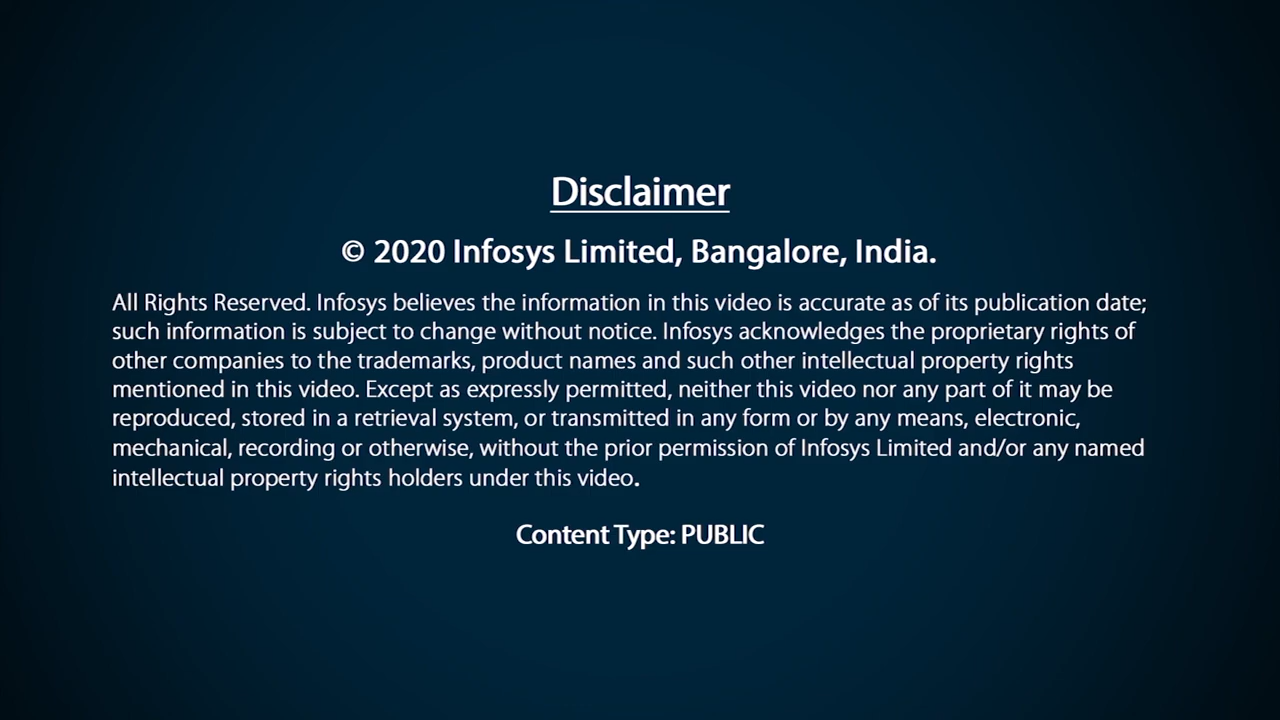 Disclaimer
© 2020 Infosys Limited, Bangalore, India.
All Rights Reserved. Infosys believes the information in this video is accurate as of its publication date;
such information is subject to change without notice. Infosys acknowledges the proprietary rights of
other companies to the trademarks, product names and such other intellectual property rights
mentioned in this video. Except as expressly permitted, neither this video nor any part of it may be
reproduced, stored in a retrieval system, or transmitted in any form or by any means, electronic,
mechanical, recording or otherwise, without the prior permission of Infosys Limited and/or any named
intellectual property rights holders under this video.
Content Type: PUBLIC